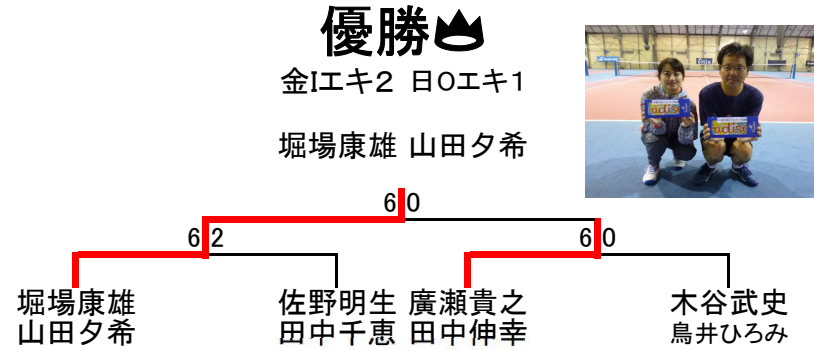 優勝
金Iエキ2 日Oエキ1
堀場康雄 山田夕希
6 0
6 2
6 0
堀場康雄
山田夕希
佐野明生
田中千恵
廣瀬貴之
田中伸幸
木谷武史
鳥井ひろみ